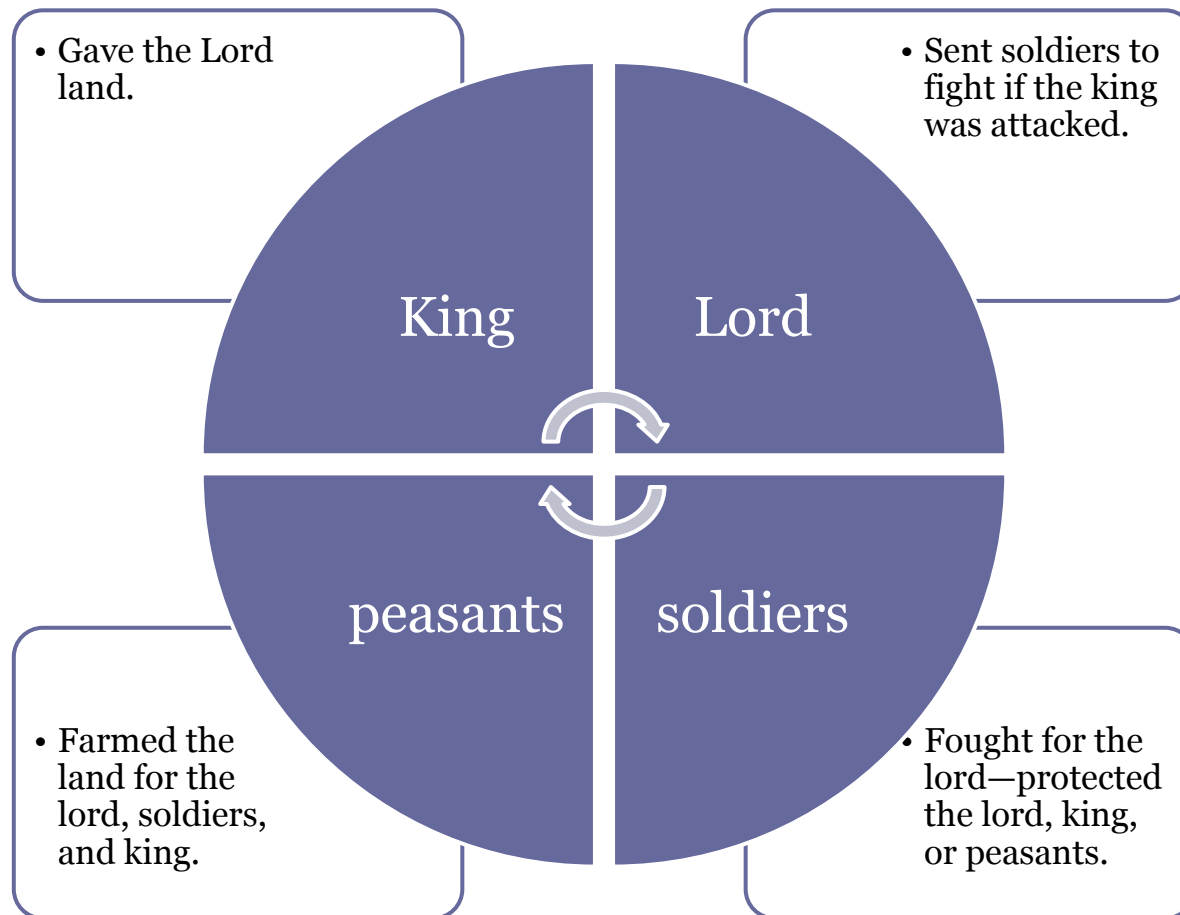 • Gave the Lord
land.
• Sent soldiers to
fight if the king
was attacked.
King
Lord
peasants
soldiers
• Farmed the
land for the
lord, soldiers,
and king.
• Fought for the
lord—protected
the lord, king,
or peasants.